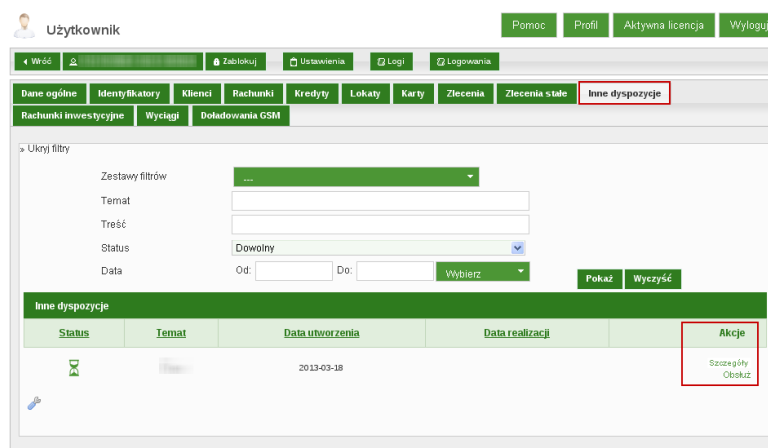 Użytkownik Pomoc Profil Aktywna licencja Wyloguj
Wróć Zablokuj Ustawienia Logi Logowania
Dane ogólne Identyfikatory Klienci Rachunki Kredyty Lokaty Karty Zlecenia Zlecenia stałe Inne dyspozycje
Rachunki inwestycyjne Wyciągi Doładowania GSM
» Ukryj filtry
Zestawy filtrów ---
Temat
Treść
Status Dowolny
Data Od: Do: Wybierz Pokaż Wyczyść
Inne dyspozycje
Status Temat Data utworzenia Data realizacji Akcje
2013-03-18 Szczegóły
Obsłuż